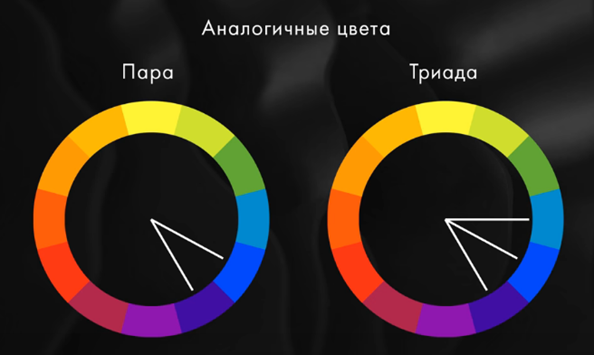 Аналогичные цвета
Пара
Триада